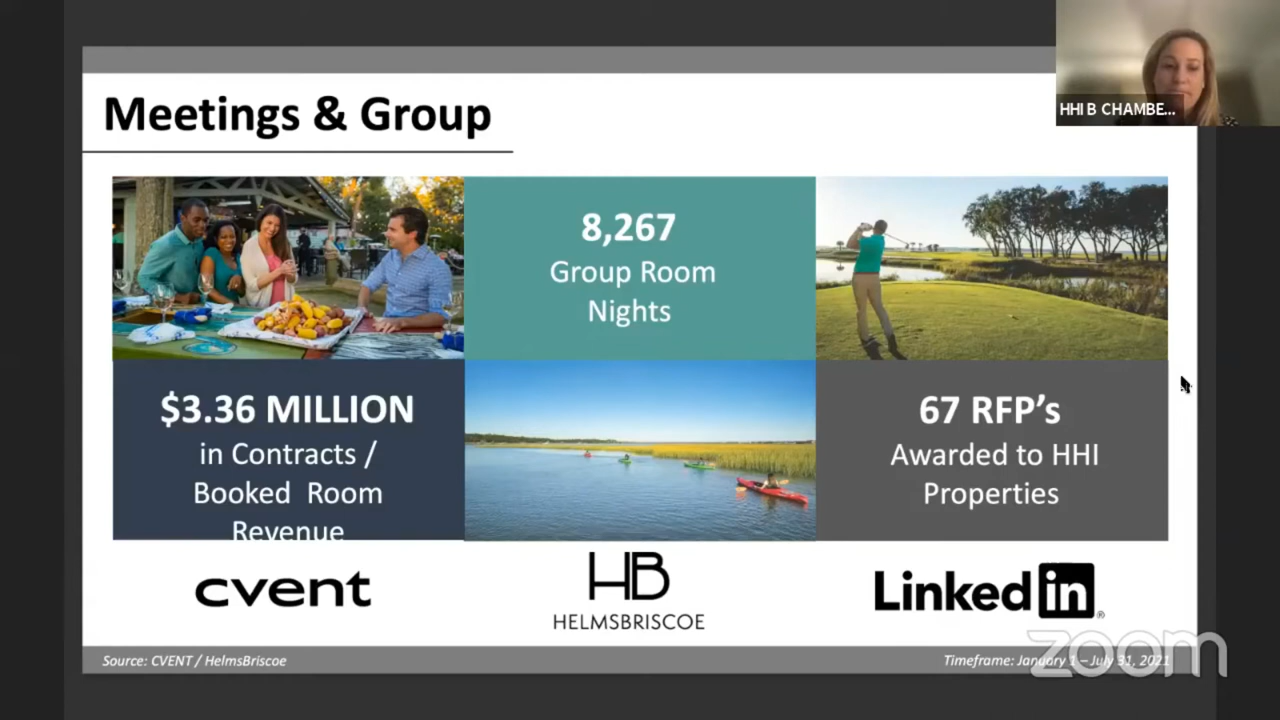 Meetings & Group
HHI B CHAMBE...
8,267
Group Room
Nights
$3.36 MILLION
in Contracts /
Booked Room
Revenue
67 RFP's
Awarded to HHI
Properties
cvent
HB
HELMSBRISCOE
Linkedin®
Source: CVENT / HelmsBriscoe
Timeframe: January 1 – July 31, 2021
zoom